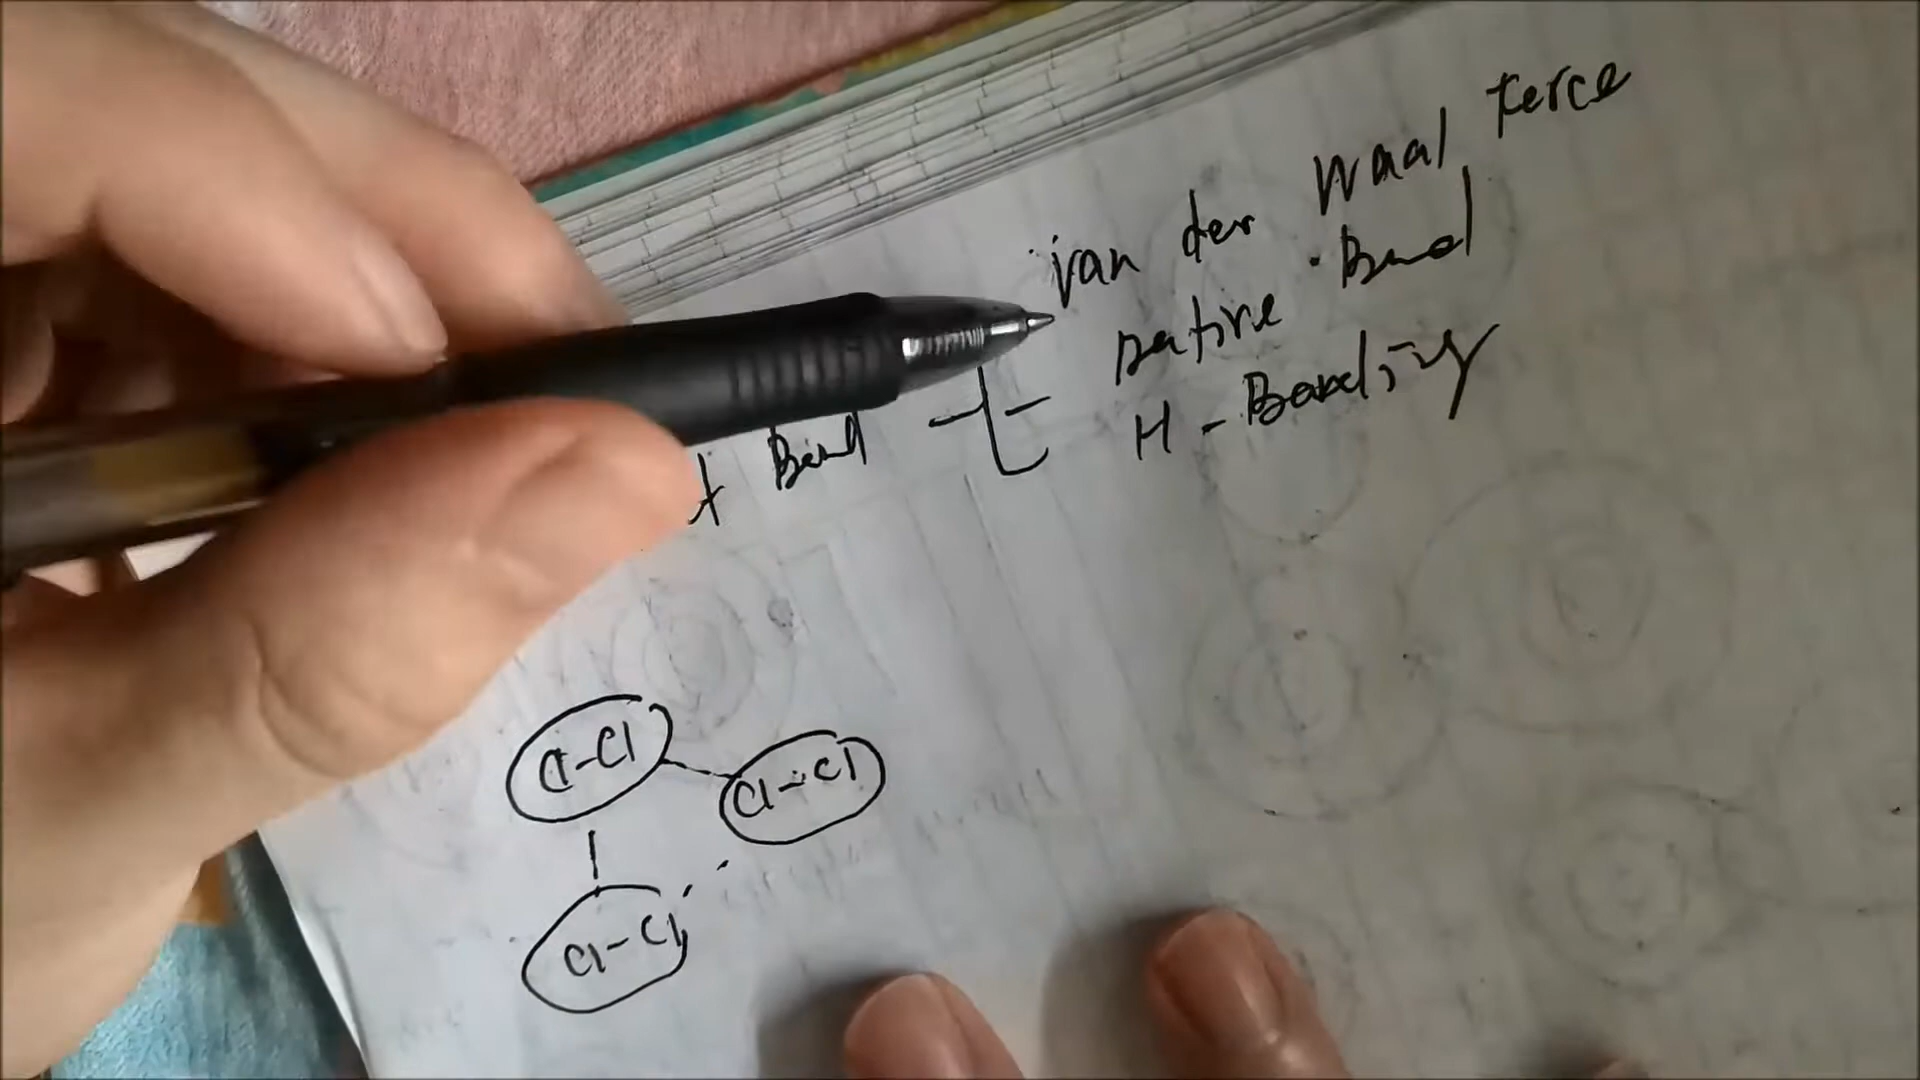 van der Waal Force
Dative Bond
H - Bonding
t Bond
Cl-Cl
Cl-Cl
Cl-Cl